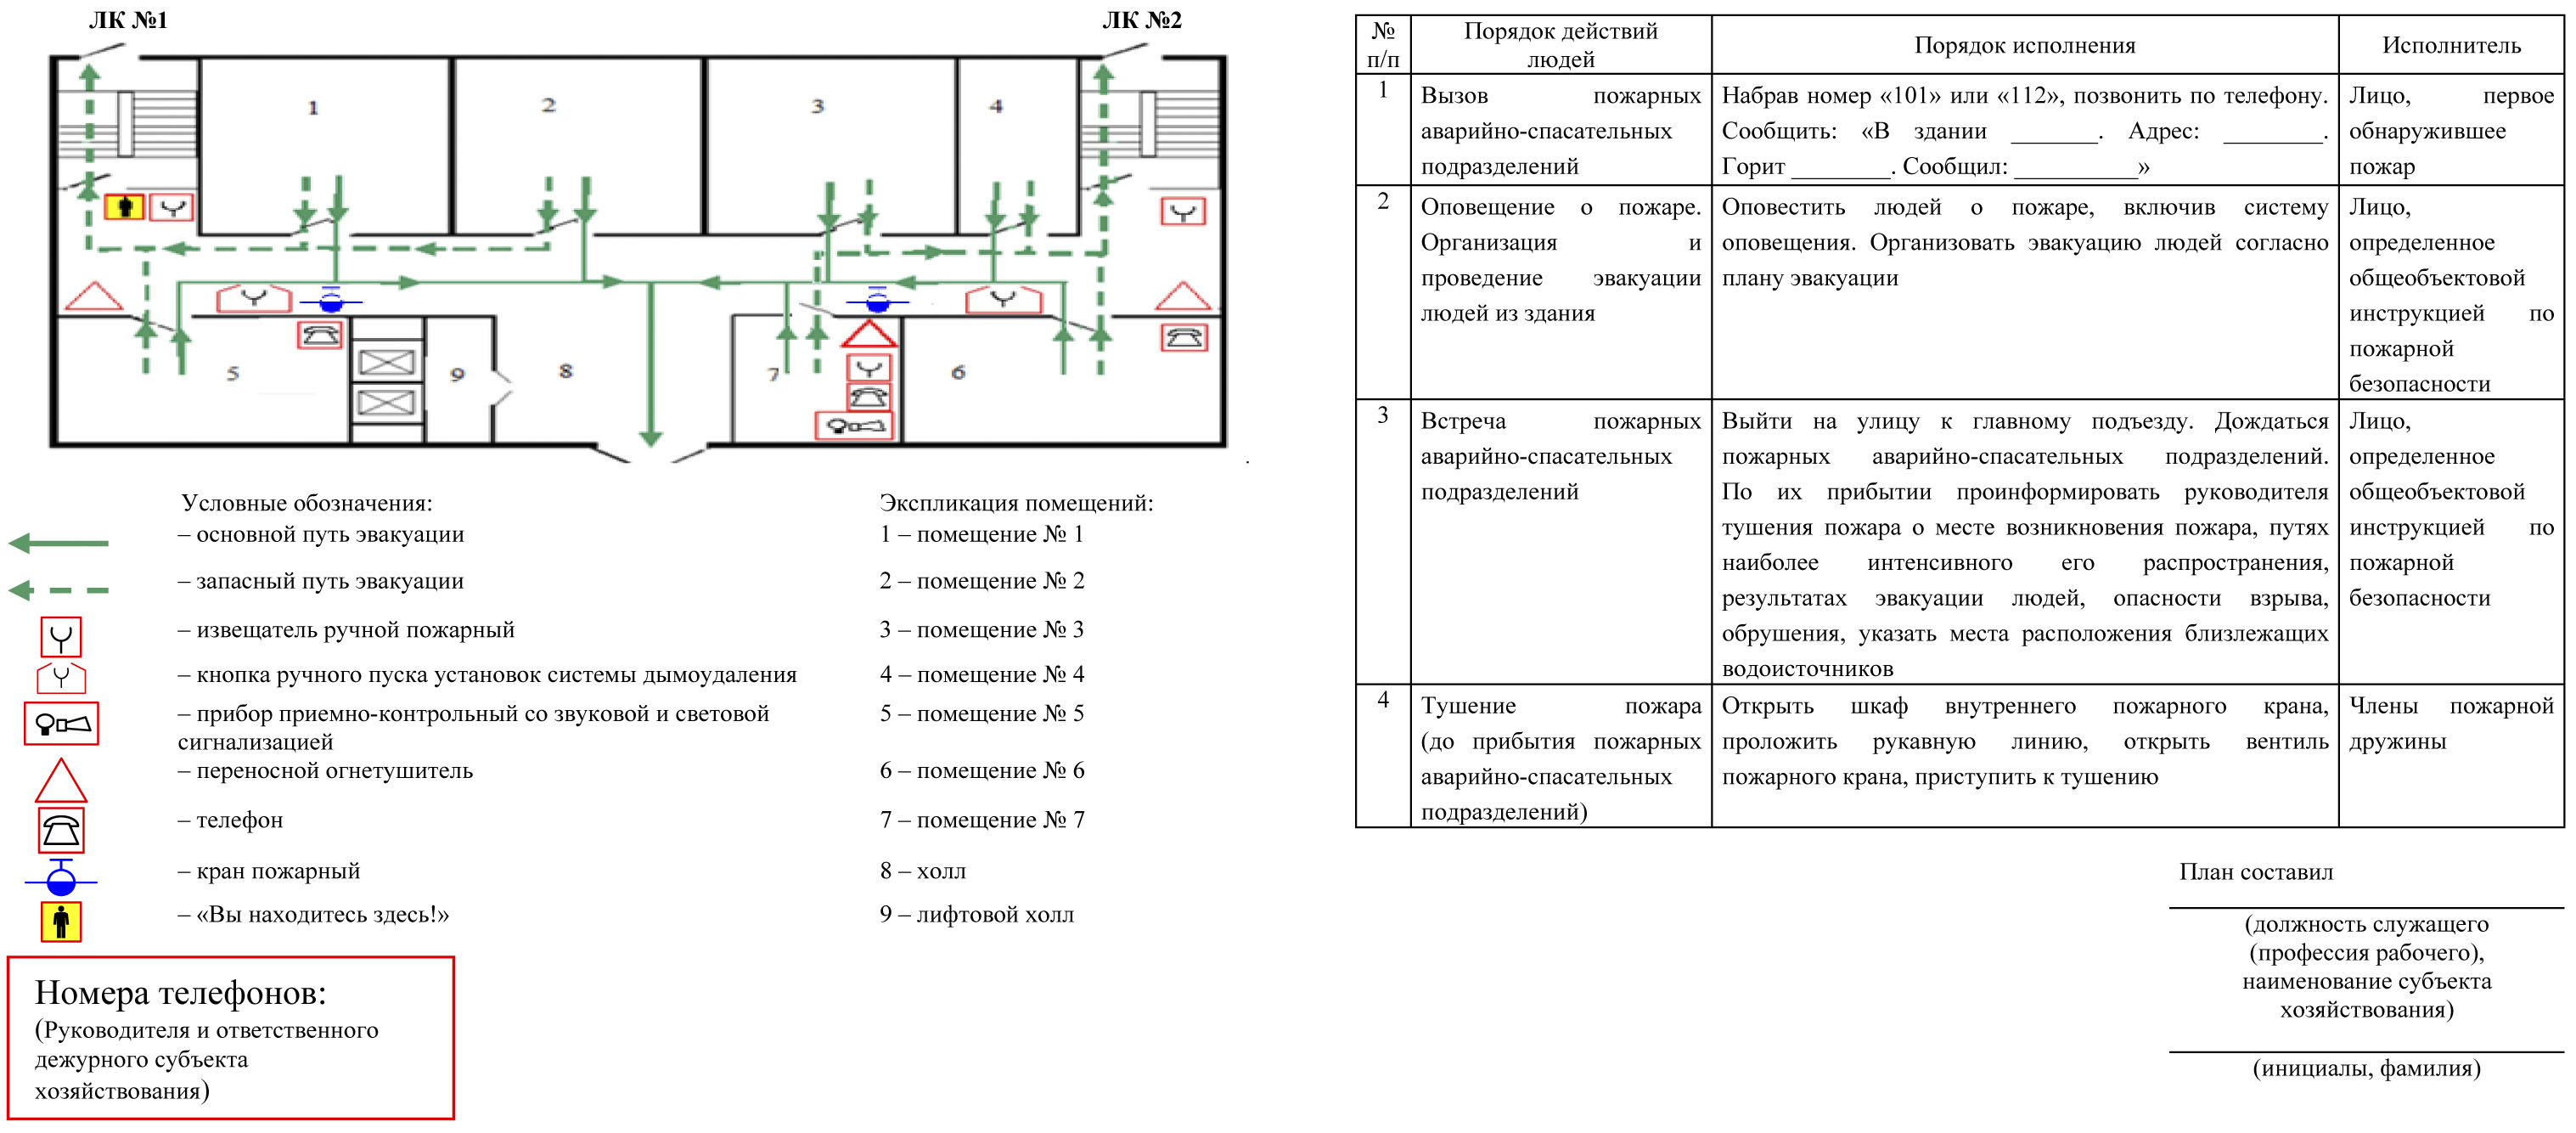 ЛК №1
ЛК №2
1
2
3
4
5
9
8
7
6
Условные обозначения:
– основной путь эвакуации
– запасный путь эвакуации
– извещатель ручной пожарный
– кнопка ручного пуска установок системы дымоудаления
– прибор приемно-контрольный со звуковой и световой
сигнализацией
– переносной огнетушитель
– телефон
– кран пожарный
– «Вы находитесь здесь!»
Экспликация помещений:
1 – помещение № 1
2 – помещение № 2
3 – помещение № 3
4 – помещение № 4
5 – помещение № 5
6 – помещение № 6
7 – помещение № 7
8 – холл
9 – лифтовой холл
Номера телефонов:
(Руководителя и ответственного
дежурного субъекта
хозяйствования)
№
п/п
Порядок действий
людей
Порядок исполнения
Исполнитель
1
Вызов пожарных
аварийно-спасательных
подразделений
Набрав номер «101» или «112», позвонить по телефону.
Сообщить: «В здании _______. Адрес: ________.
Горит ________. Сообщил: __________»
Лицо, первое
обнаружившее
пожар
2
Оповещение о пожаре.
Организация и
проведение эвакуации
людей из здания
Оповестить людей о пожаре, включив систему
оповещения. Организовать эвакуацию людей согласно
плану эвакуации
Лицо,
определенное
общеобъектовой
инструкцией по
пожарной
безопасности
3
Встреча пожарных
аварийно-спасательных
подразделений
Выйти на улицу к главному подъезду. Дождаться
пожарных аварийно-спасательных подразделений.
По их прибытии проинформировать руководителя
тушения пожара о месте возникновения пожара, путях
наиболее интенсивного его распространения,
результатах эвакуации людей, опасности взрыва,
обрушения, указать места расположения близлежащих
водоисточников
Лицо,
определенное
общеобъектовой
инструкцией по
пожарной
безопасности
4
Тушение пожара
(до прибытия пожарных
аварийно-спасательных
подразделений)
Открыть шкаф внутреннего пожарного крана,
проложить рукавную линию, открыть вентиль
пожарного крана, приступить к тушению
Члены пожарной
дружины
План составил
(должность служащего
(профессия рабочего),
наименование субъекта
хозяйствования)
(инициалы, фамилия)